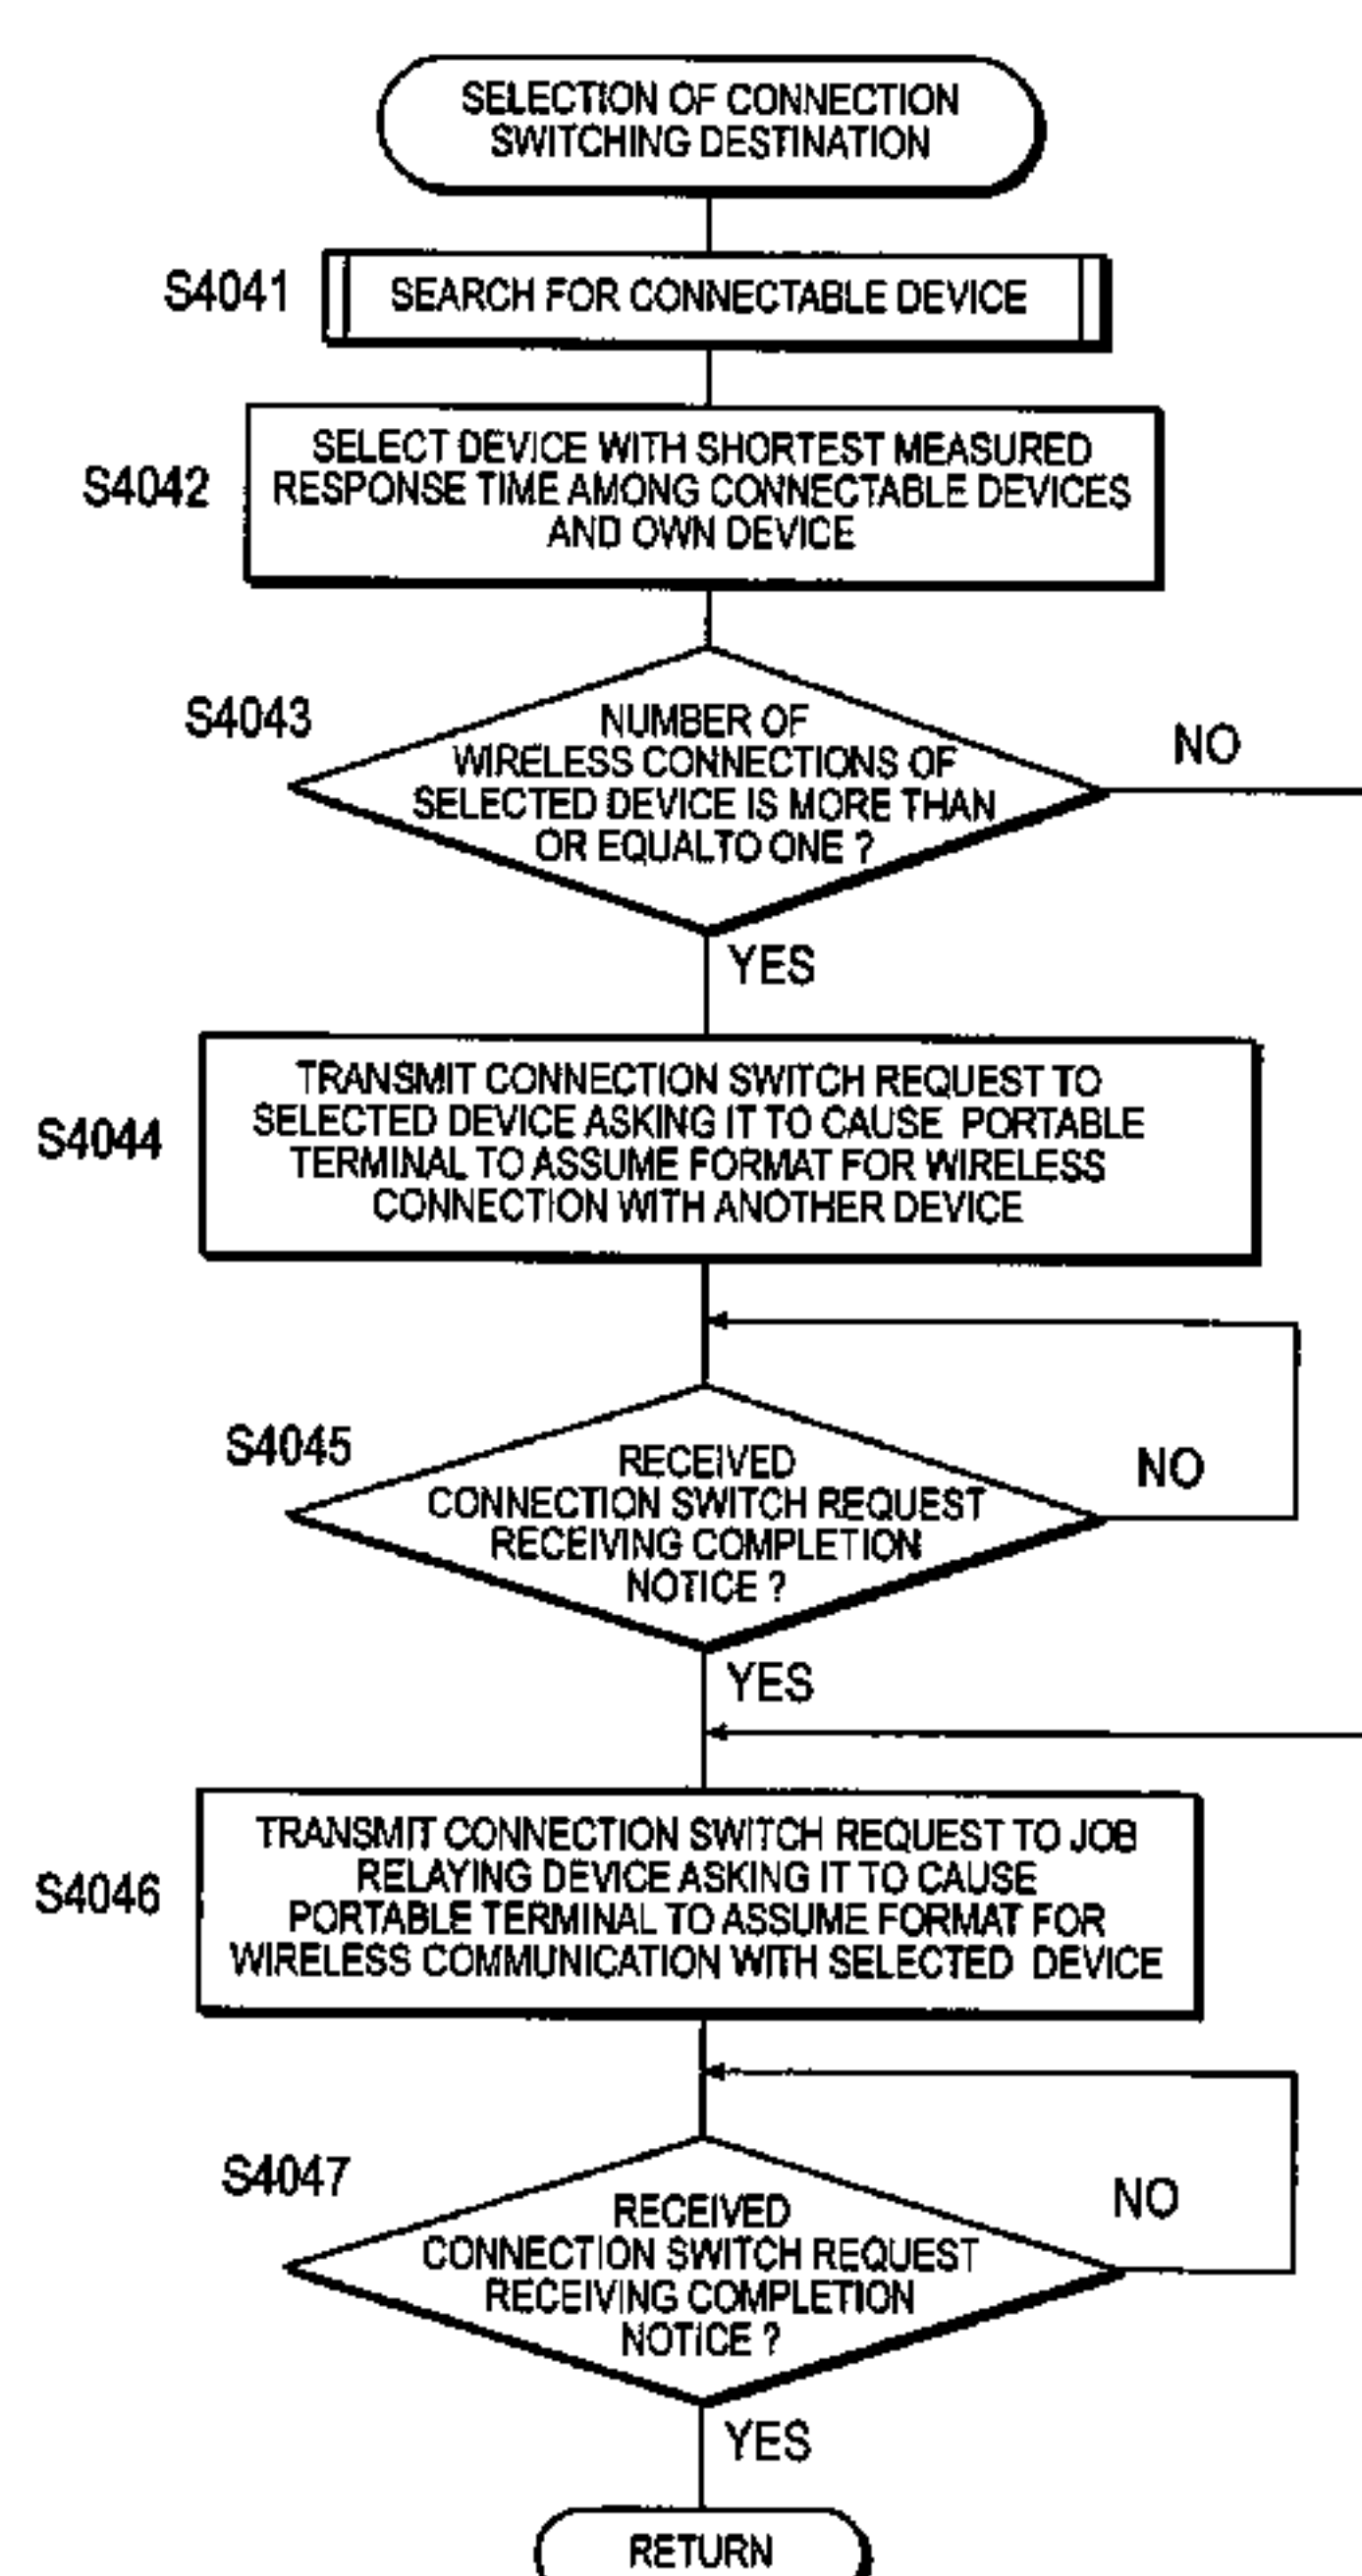 SELECTION OF CONNECTION
SWITCHING DESTINATION
S4041
SEARCH FOR CONNECTABLE DEVICE
S4042
SELECT DEVICE WITH SHORTEST MEASURED
RESPONSE TIME AMONG CONNECTABLE DEVICES
AND OWN DEVICE
S4043
NUMBER OF
WIRELESS CONNECTIONS OF
SELECTED DEVICE IS MORE THAN
OR EQUALTO ONE ?
NO
YES
S4044
TRANSMIT CONNECTION SWITCH REQUEST TO
SELECTED DEVICE ASKING IT TO CAUSE PORTABLE
TERMINAL TO ASSUME FORMAT FOR WIRELESS
CONNECTION WITH ANOTHER DEVICE
S4045
RECEIVED
CONNECTION SWITCH REQUEST
RECEIVING COMPLETION
NOTICE ?
NO
YES
S4046
TRANSMIT CONNECTION SWITCH REQUEST TO JOB
RELAYING DEVICE ASKING IT TO CAUSE
PORTABLE TERMINAL TO ASSUME FORMAT FOR
WIRELESS COMMUNICATION WITH SELECTED DEVICE
S4047
RECEIVED
CONNECTION SWITCH REQUEST
RECEIVING COMPLETION
NOTICE ?
NO
YES
RETURN